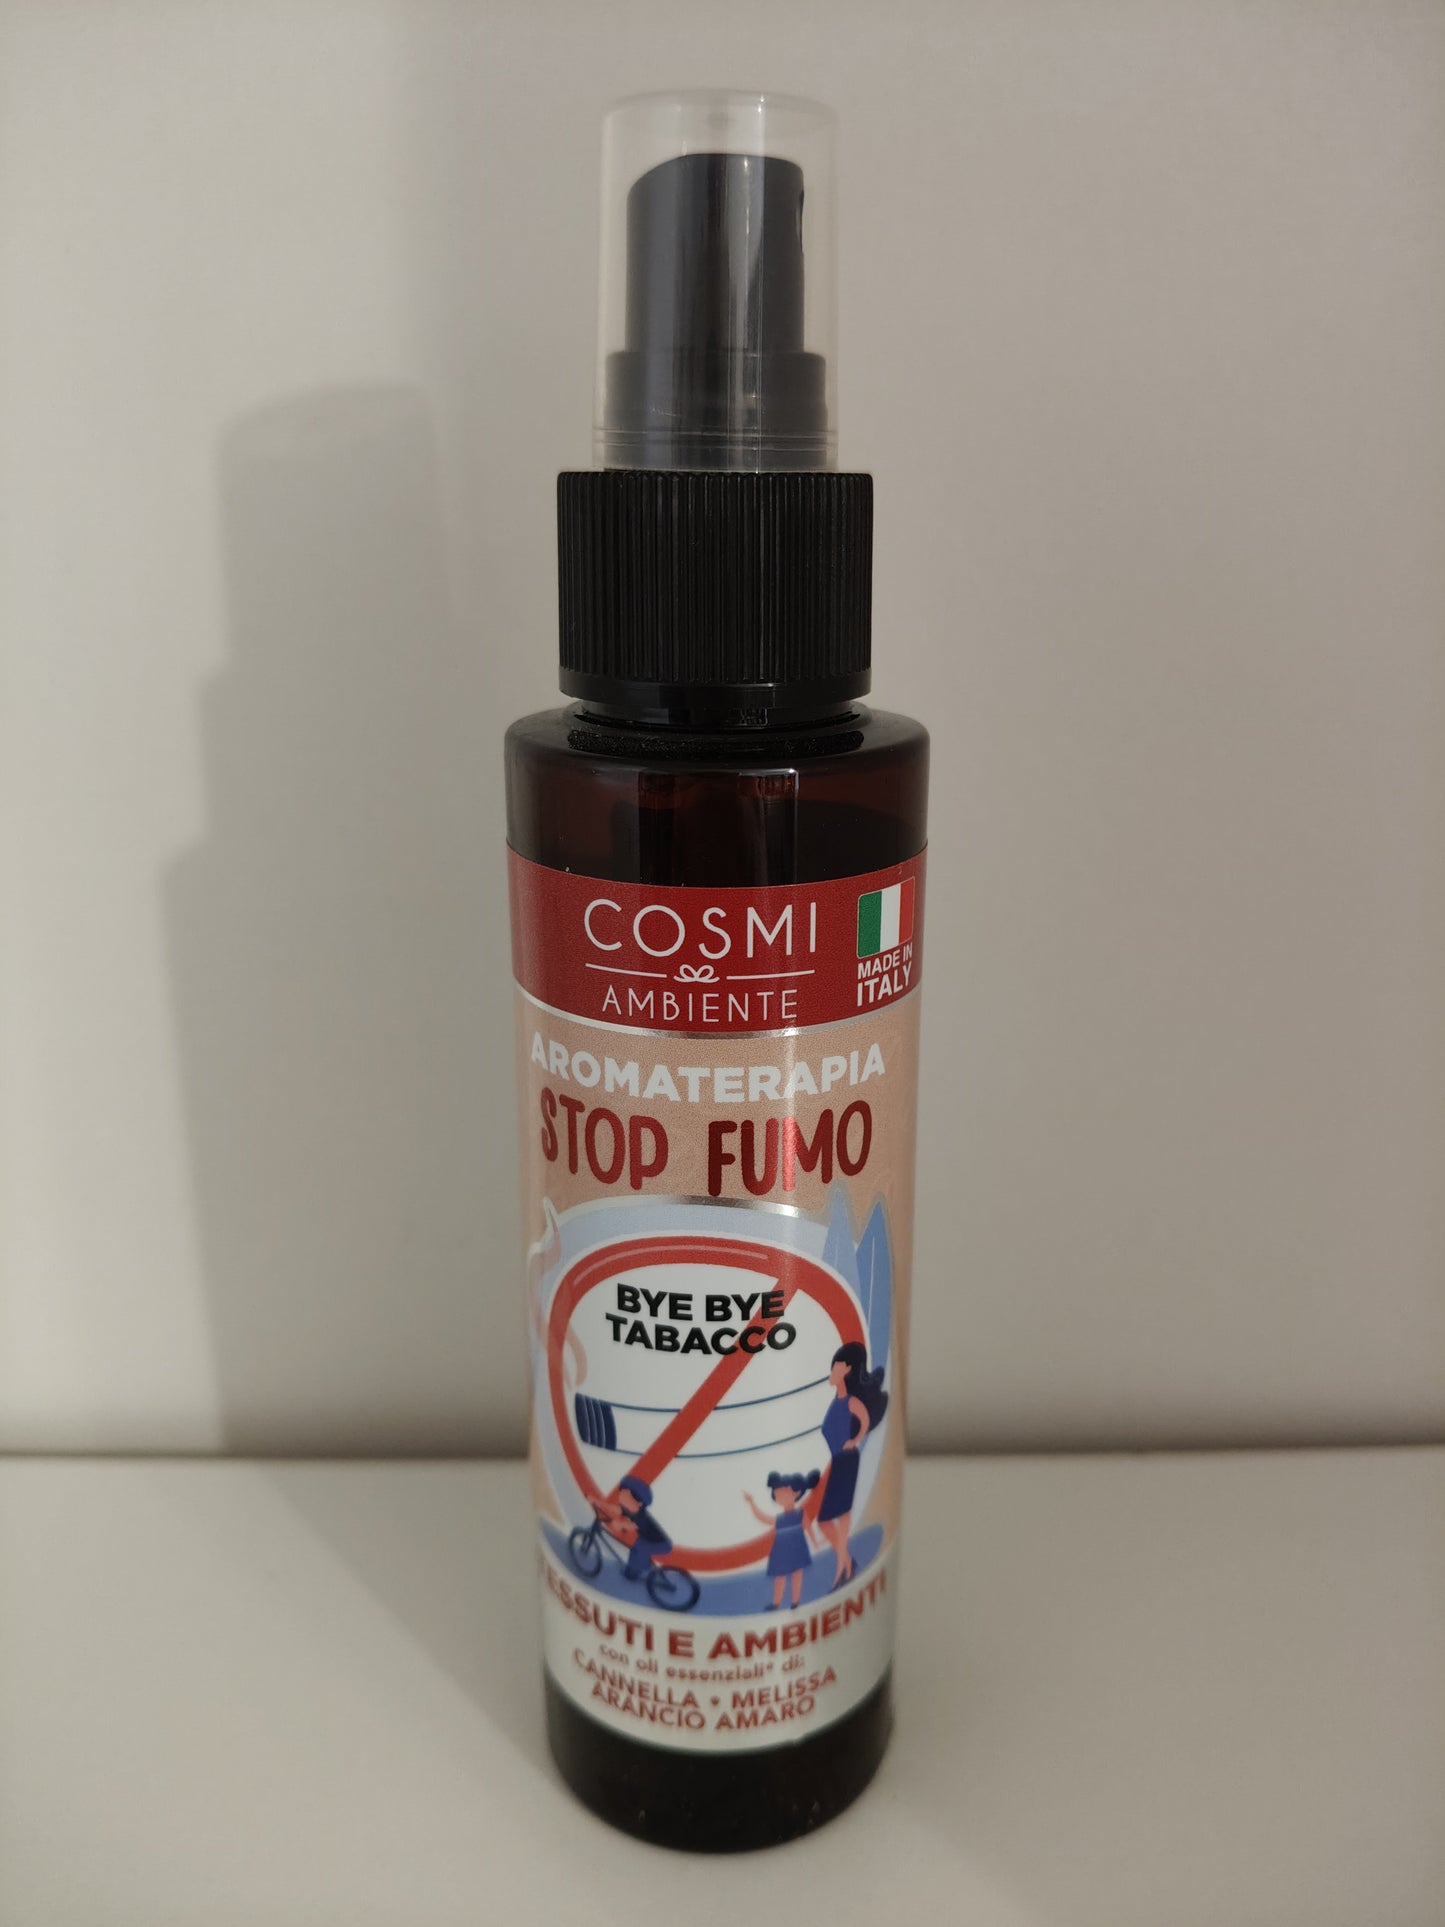 COSMI
AMBIENTE
MADE IN
ITALY
AROMATERAPIA
STOP FUMO
BYE BYE
TABACCO
TESSUTI E AMBIENTI
con oli essenziali* di:
CANNELLA • MELISSA
ARANCIO AMARO